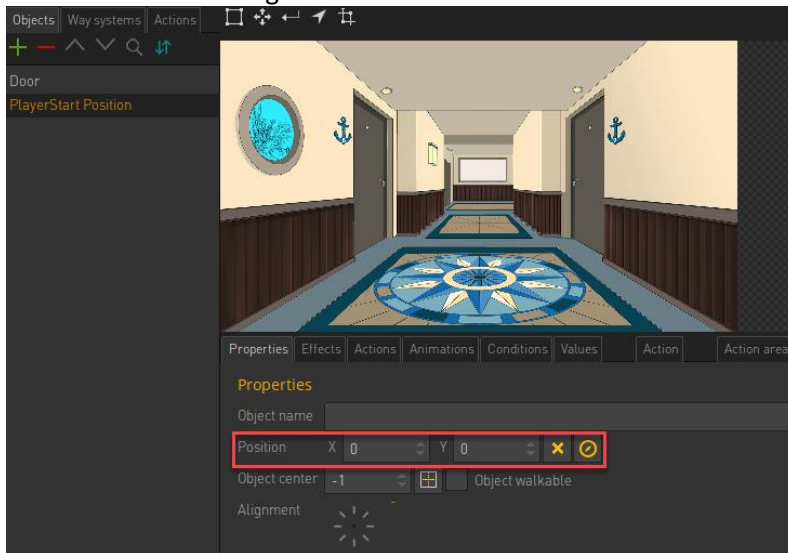 Objects Way systems Actions
Door
PlayerStart Position
Properties Effects Actions Animations Conditions Values Action Action area
Properties
Object name
Position X 0 Y 0
Object center -1 Object walkable
Alignment